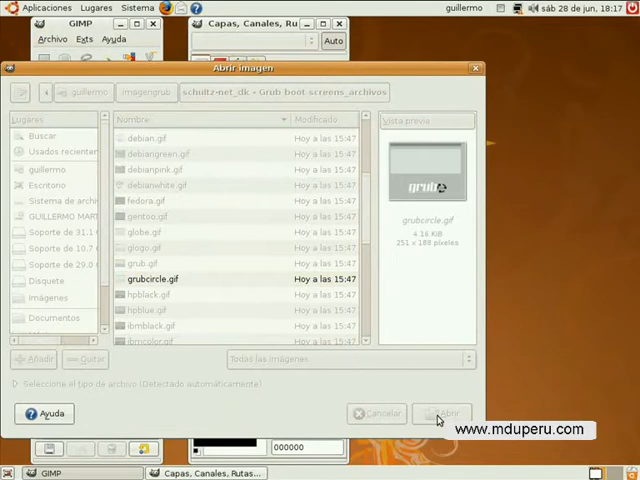 Aplicaciones Lugares Sistema guillermo sáb 28 de jun, 18:17
GIMP
Capas, Canales, Rutas
Archivo Exts Ayuda
Auto
Abrir imagen
guillermo imagengrub schultz-net_dk - Grub boot screens_archivos
Lugares
Nombre Modificado
Vista previa
Buscar
Usados recientemen
guillermo
Escritorio
Sistema de archi
GUILLERMO MART
Soporte de 31.1
Soporte de 10.7
Soporte de 29.0
Disquete
Imágenes
Documentos
debian.gif Hoy a las 15:47
debiangreen.gif Hoy a las 15:47
debianpink.gif Hoy a las 15:47
debianwhite.gif Hoy a las 15:47
fedora.gif Hoy a las 15:47
gentoo.gif Hoy a las 15:47
globe.gif Hoy a las 15:47
glogo.gif Hoy a las 15:47
grub.gif Hoy a las 15:47
grubcircle.gif Hoy a las 15:47
hpblack.gif Hoy a las 15:47
hpblue.gif Hoy a las 15:47
ibmblack.gif Hoy a las 15:47
ibmcolor.gif Hoy a las 15:47
grub
grubcircle.gif
4.16 KiB
251 x 188 píxeles
Añadir Quitar
Todas las imágenes
Seleccione el tipo de archivo (Detectado automáticamente)
Ayuda
Cancelar
Abrir
www.mduperu.com
000000
GIMP
Capas, Canales, Rutas...